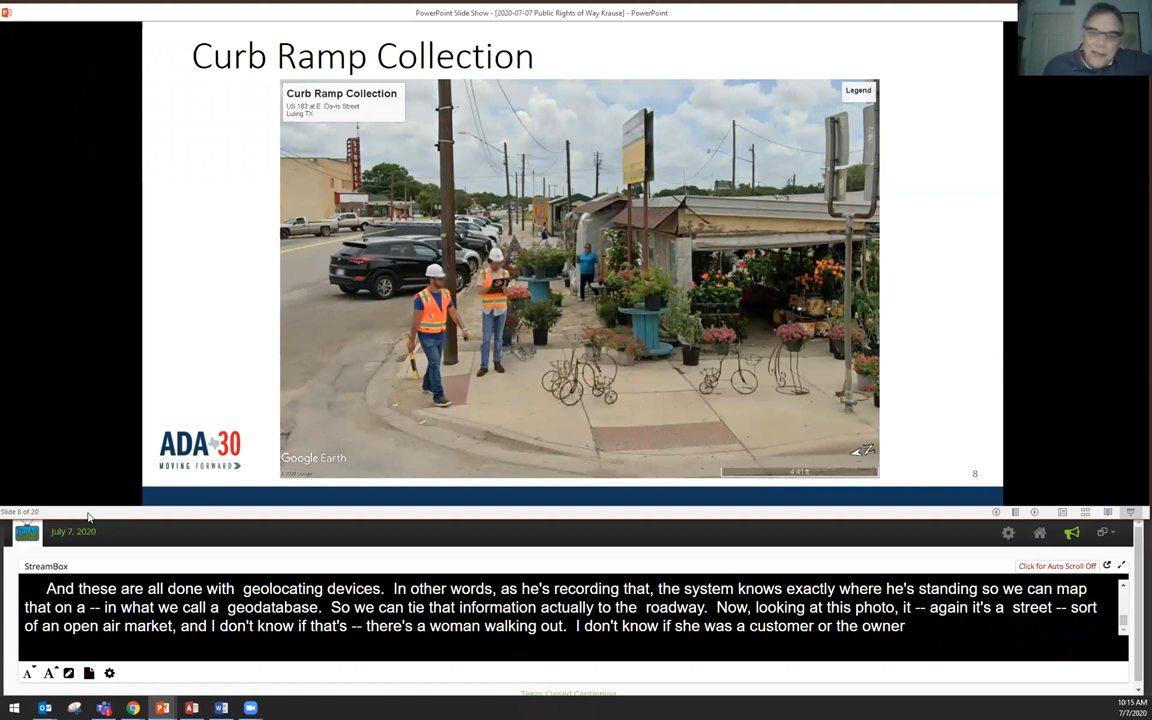 PowerPoint Slide Show - [2020-07-07 Public Rights of Way Krause] - PowerPoint
Curb Ramp Collection
Curb Ramp Collection
US 183 at E. Davis Street
Luling TX
Legend
Google Earth
ADA 30
MOVING FORWARD
8
Slide 8 of 20
July 7, 2020
StreamBox
Click for Auto Scroll Off
And these are all done with geolocating devices. In other words, as he's recording that, the system knows exactly where he's standing so we can map
that on a -- in what we call a geodatabase. So we can tie that information actually to the roadway. Now, looking at this photo, it -- again it's a street -- sort
of an open air market, and I don't know if that's -- there's a woman walking out. I don't know if she was a customer or the owner
Texas Closed Captioning
10:15 AM
7/7/2020